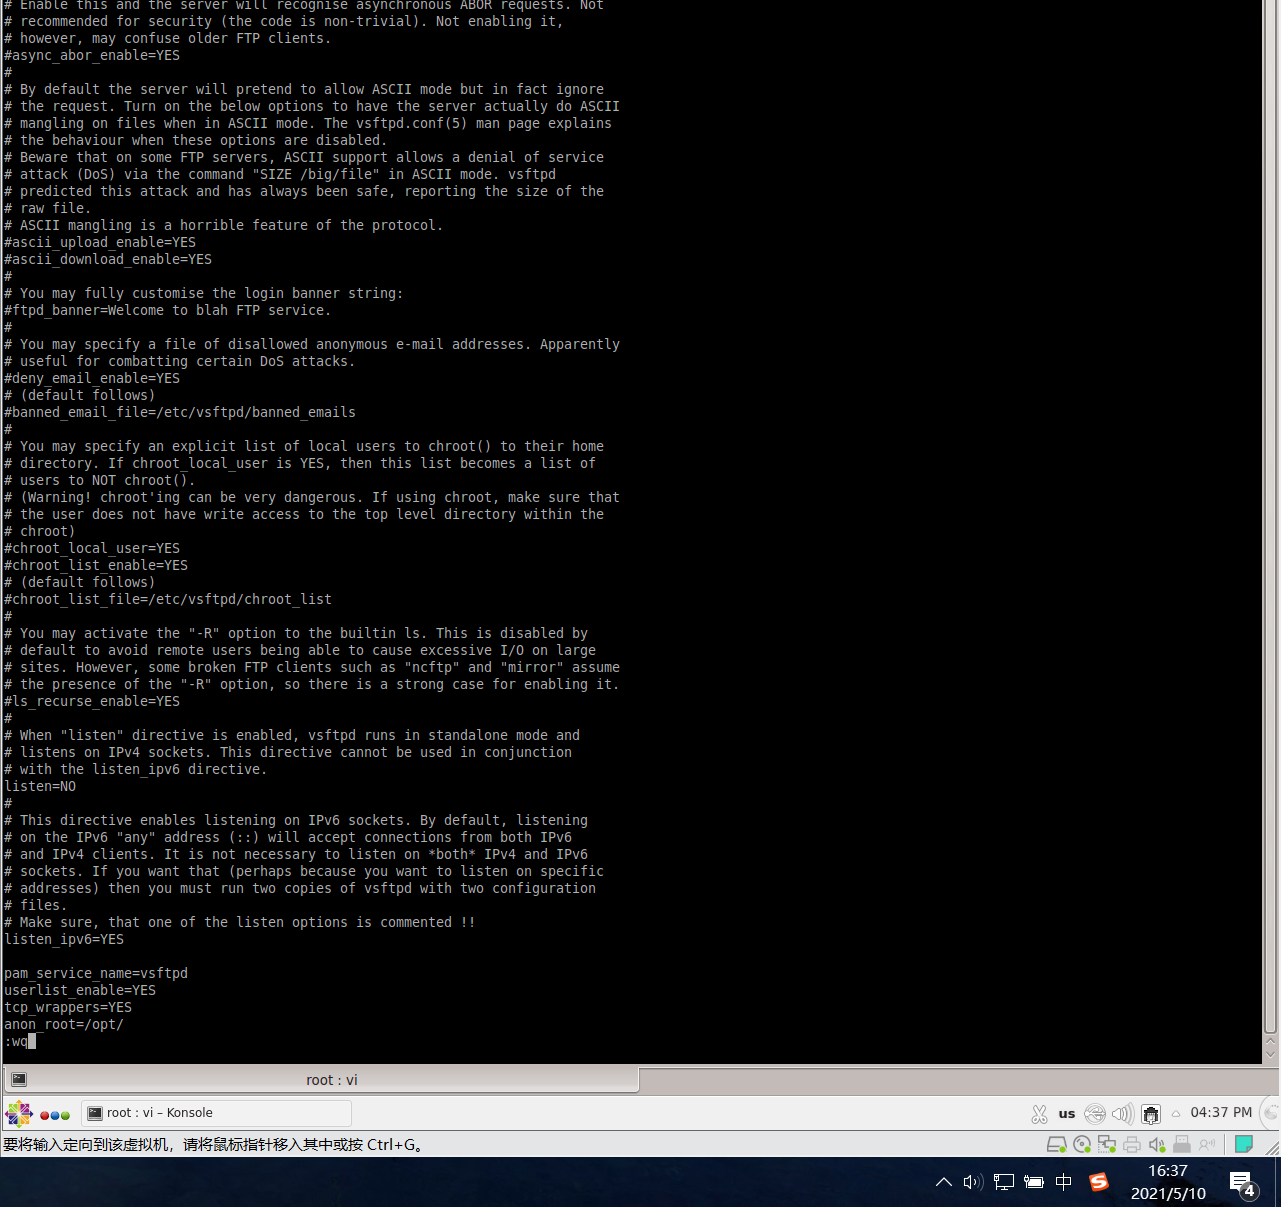 # Enable this and the server will recognise asynchronous ABOR requests. Not
# recommended for security (the code is non-trivial). Not enabling it,
# however, may confuse older FTP clients.
#async_abor_enable=YES
#
# By default the server will pretend to allow ASCII mode but in fact ignore
# the request. Turn on the below options to have the server actually do ASCII
# mangling on files when in ASCII mode. The vsftpd.conf(5) man page explains
# the behaviour when these options are disabled.
# Beware that on some FTP servers, ASCII support allows a denial of service
# attack (DoS) via the command "SIZE /big/file" in ASCII mode. vsftpd
# predicted this attack and has always been safe, reporting the size of the
# raw file.
# ASCII mangling is a horrible feature of the protocol.
#ascii_upload_enable=YES
#ascii_download_enable=YES
#
# You may fully customise the login banner string:
#ftpd_banner=Welcome to blah FTP service.
#
# You may specify a file of disallowed anonymous e-mail addresses. Apparently
# useful for combatting certain DoS attacks.
#deny_email_enable=YES
# (default follows)
#banned_email_file=/etc/vsftpd/banned_emails
#
# You may specify an explicit list of local users to chroot() to their home
# directory. If chroot_local_user is YES, then this list becomes a list of
# users to NOT chroot().
# (Warning! chroot'ing can be very dangerous. If using chroot, make sure that
# the user does not have write access to the top level directory within the
# chroot)
#chroot_local_user=YES
#chroot_list_enable=YES
# (default follows)
#chroot_list_file=/etc/vsftpd/chroot_list
#
# You may activate the "-R" option to the builtin ls. This is disabled by
# default to avoid remote users being able to cause excessive I/O on large
# sites. However, some broken FTP clients such as "ncftp" and "mirror" assume
# the presence of the "-R" option, so there is a strong case for enabling it.
#ls_recurse_enable=YES
#
# When "listen" directive is enabled, vsftpd runs in standalone mode and
# listens on IPv4 sockets. This directive cannot be used in conjunction
# with the listen_ipv6 directive.
listen=NO
#
# This directive enables listening on IPv6 sockets. By default, listening
# on the IPv6 "any" address (::) will accept connections from both IPv6
# and IPv4 clients. It is not necessary to listen on *both* IPv4 and IPv6
# sockets. If you want that (perhaps because you want to listen on specific
# addresses) then you must run two copies of vsftpd with two configuration
# files.
# Make sure, that one of the listen options is commented !!
listen_ipv6=YES
pam_service_name=vsftpd
userlist_enable=YES
tcp_wrappers=YES
anon_root=/opt/
:wq
root : vi
root : vi – Konsole
us
04:37 PM
要将输入定向到该虚拟机，请将鼠标指针移入其中或按 Ctrl+G。
中
S
16:37
2021/5/10
4